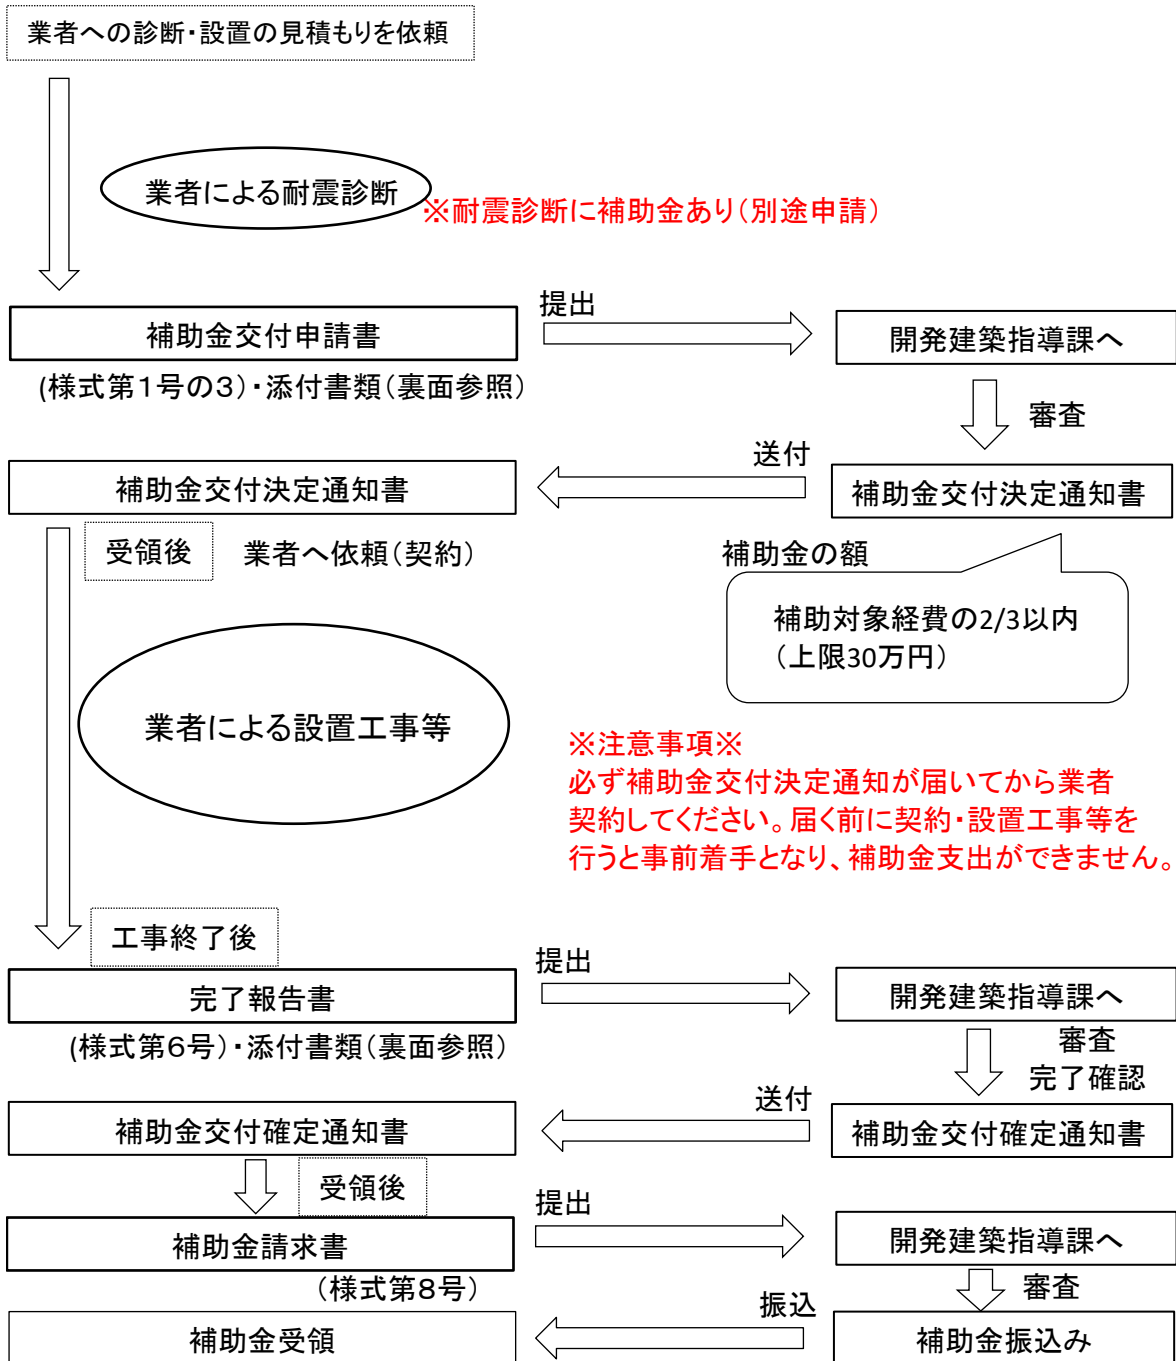 業者への診断・設置の見積もりを依頼
業者による耐震診断
※耐震診断に補助金あり(別途申請)
補助金交付申請書
提出
開発建築指導課へ
(様式第1号の3)・添付書類(裏面参照)
審査
補助金交付決定通知書
送付
補助金交付決定通知書
受領後
業者へ依頼(契約)
補助金の額
補助対象経費の2/3以内
(上限30万円)
業者による設置工事等
※注意事項※
必ず補助金交付決定通知が届いてから業者
契約してください。届く前に契約・設置工事等を
行うと事前着手となり、補助金支出ができません。
工事終了後
完了報告書
提出
開発建築指導課へ
(様式第6号)・添付書類(裏面参照)
審査
完了確認
補助金交付確定通知書
送付
補助金交付確定通知書
受領後
補助金請求書
提出
開発建築指導課へ
(様式第8号)
審査
補助金受領
振込
補助金振込み